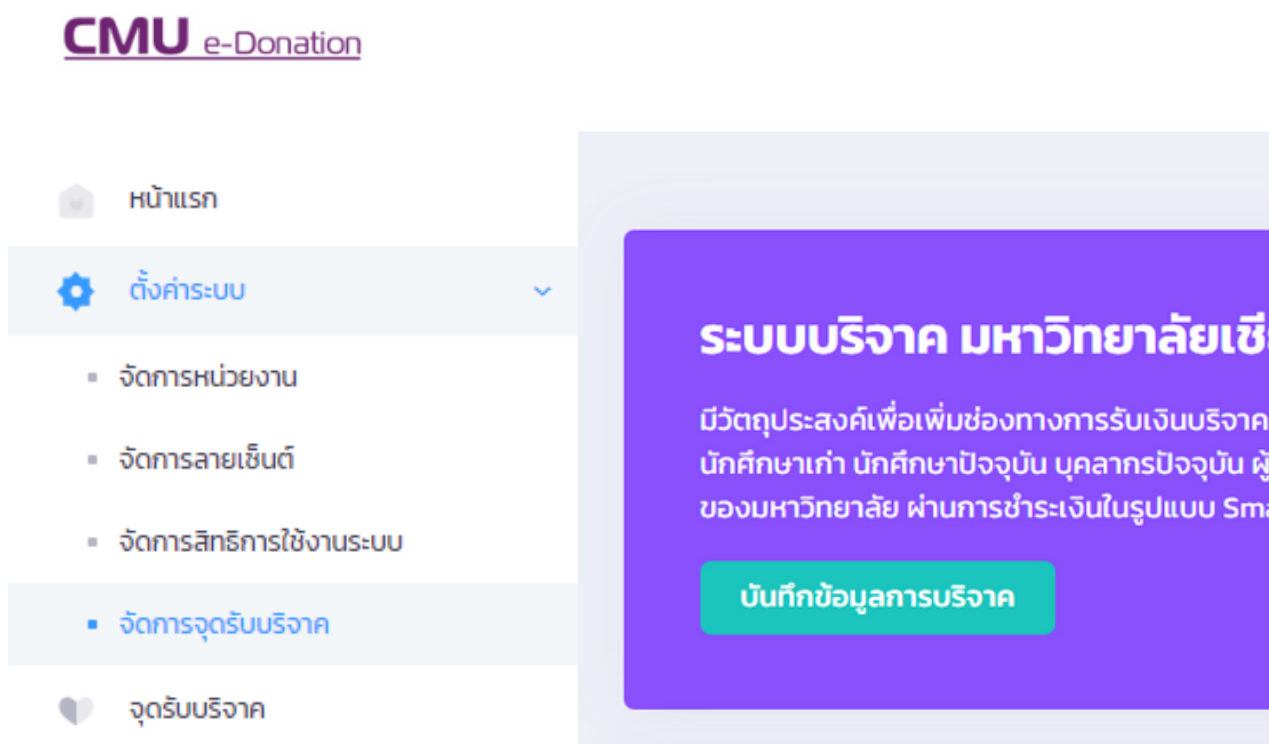 CMU e-Donation
หน้าแรก
ตั้งค่าระบบ
จัดการหน่วยงาน
จัดการลายเซ็นต์
จัดการสิทธิการใช้งานระบบ
จัดการจุดรับบริจาค
จุดรับบริจาค
ระบบบริจาค มหาวิทยาลัย
มีวัตถุประสงค์เพื่อเพิ่มช่องทางการรับเงินบริจาค
นักศึกษาเก่า นักศึกษาปัจจุบัน บุคลากรปัจจุบัน
ของมหาวิทยาลัย ผ่านการชำระเงินในรูปแบบ
บันทึกข้อมูลการบริจาค